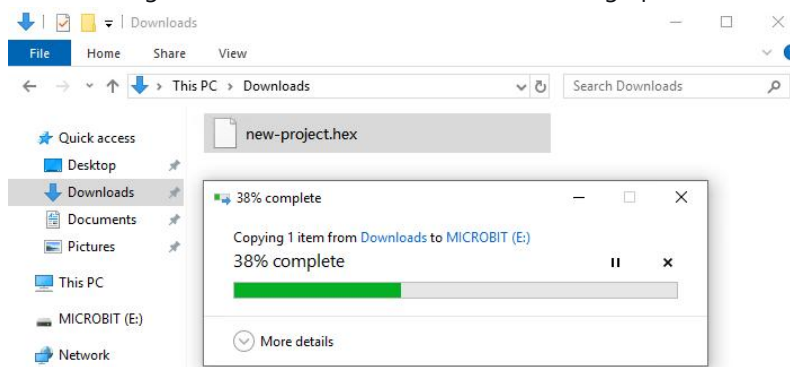 Downloads
File Home Share View
This PC > Downloads
Search Downloads
Quick access
Desktop
Downloads
Documents
Pictures
This PC
MICROBIT (E:)
Network
new-project.hex
38% complete
Copying 1 item from Downloads to MICROBIT (E:)
38% complete
More details